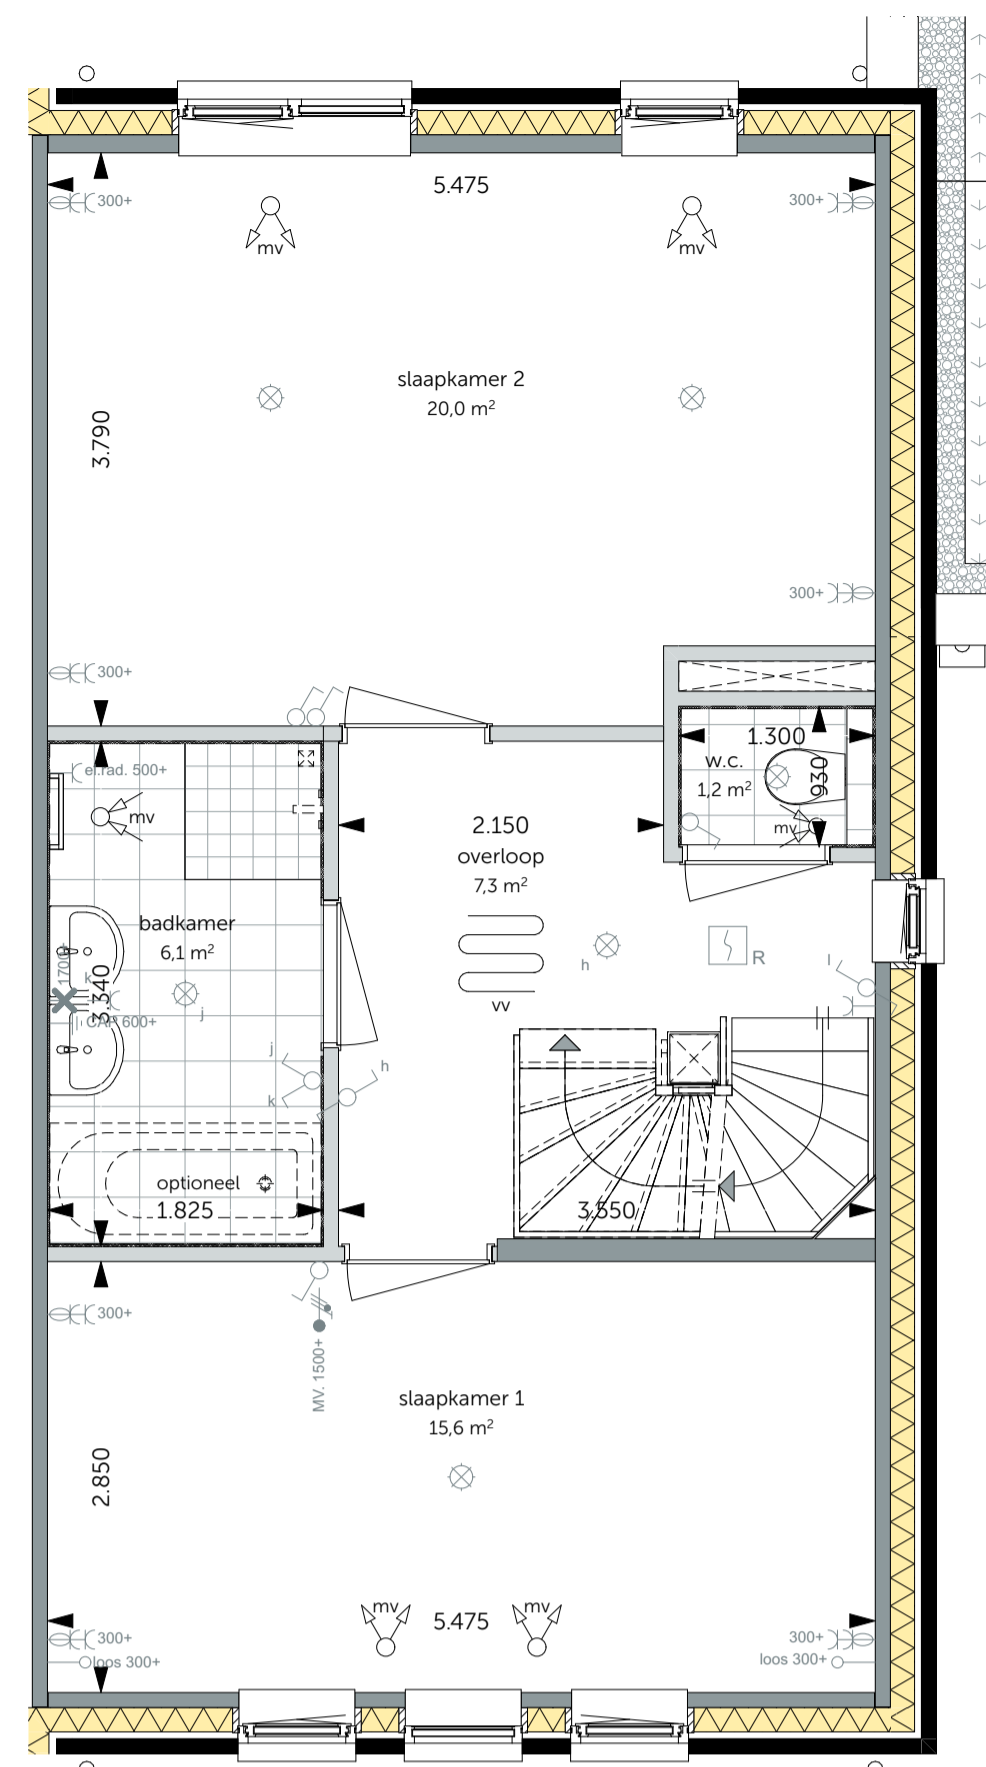 5.475
300+
300+
mv
mv
slaapkamer 2
20,0 m²
3.790
300+
300+
1.300
w.c.
1,2 m²
930
mv
el.rad. 500+
mv
2.150
overloop
7,3 m²
badkamer
6,1 m²
1700+
k
3.340
j
CAP 600+
h
R
l
vv
j
h
k
optioneel
1.825
3.550
300+
MV. 1500+
slaapkamer 1
15,6 m²
2.850
mv
mv
5.475
300+
300+
loos 300+
loos 300+